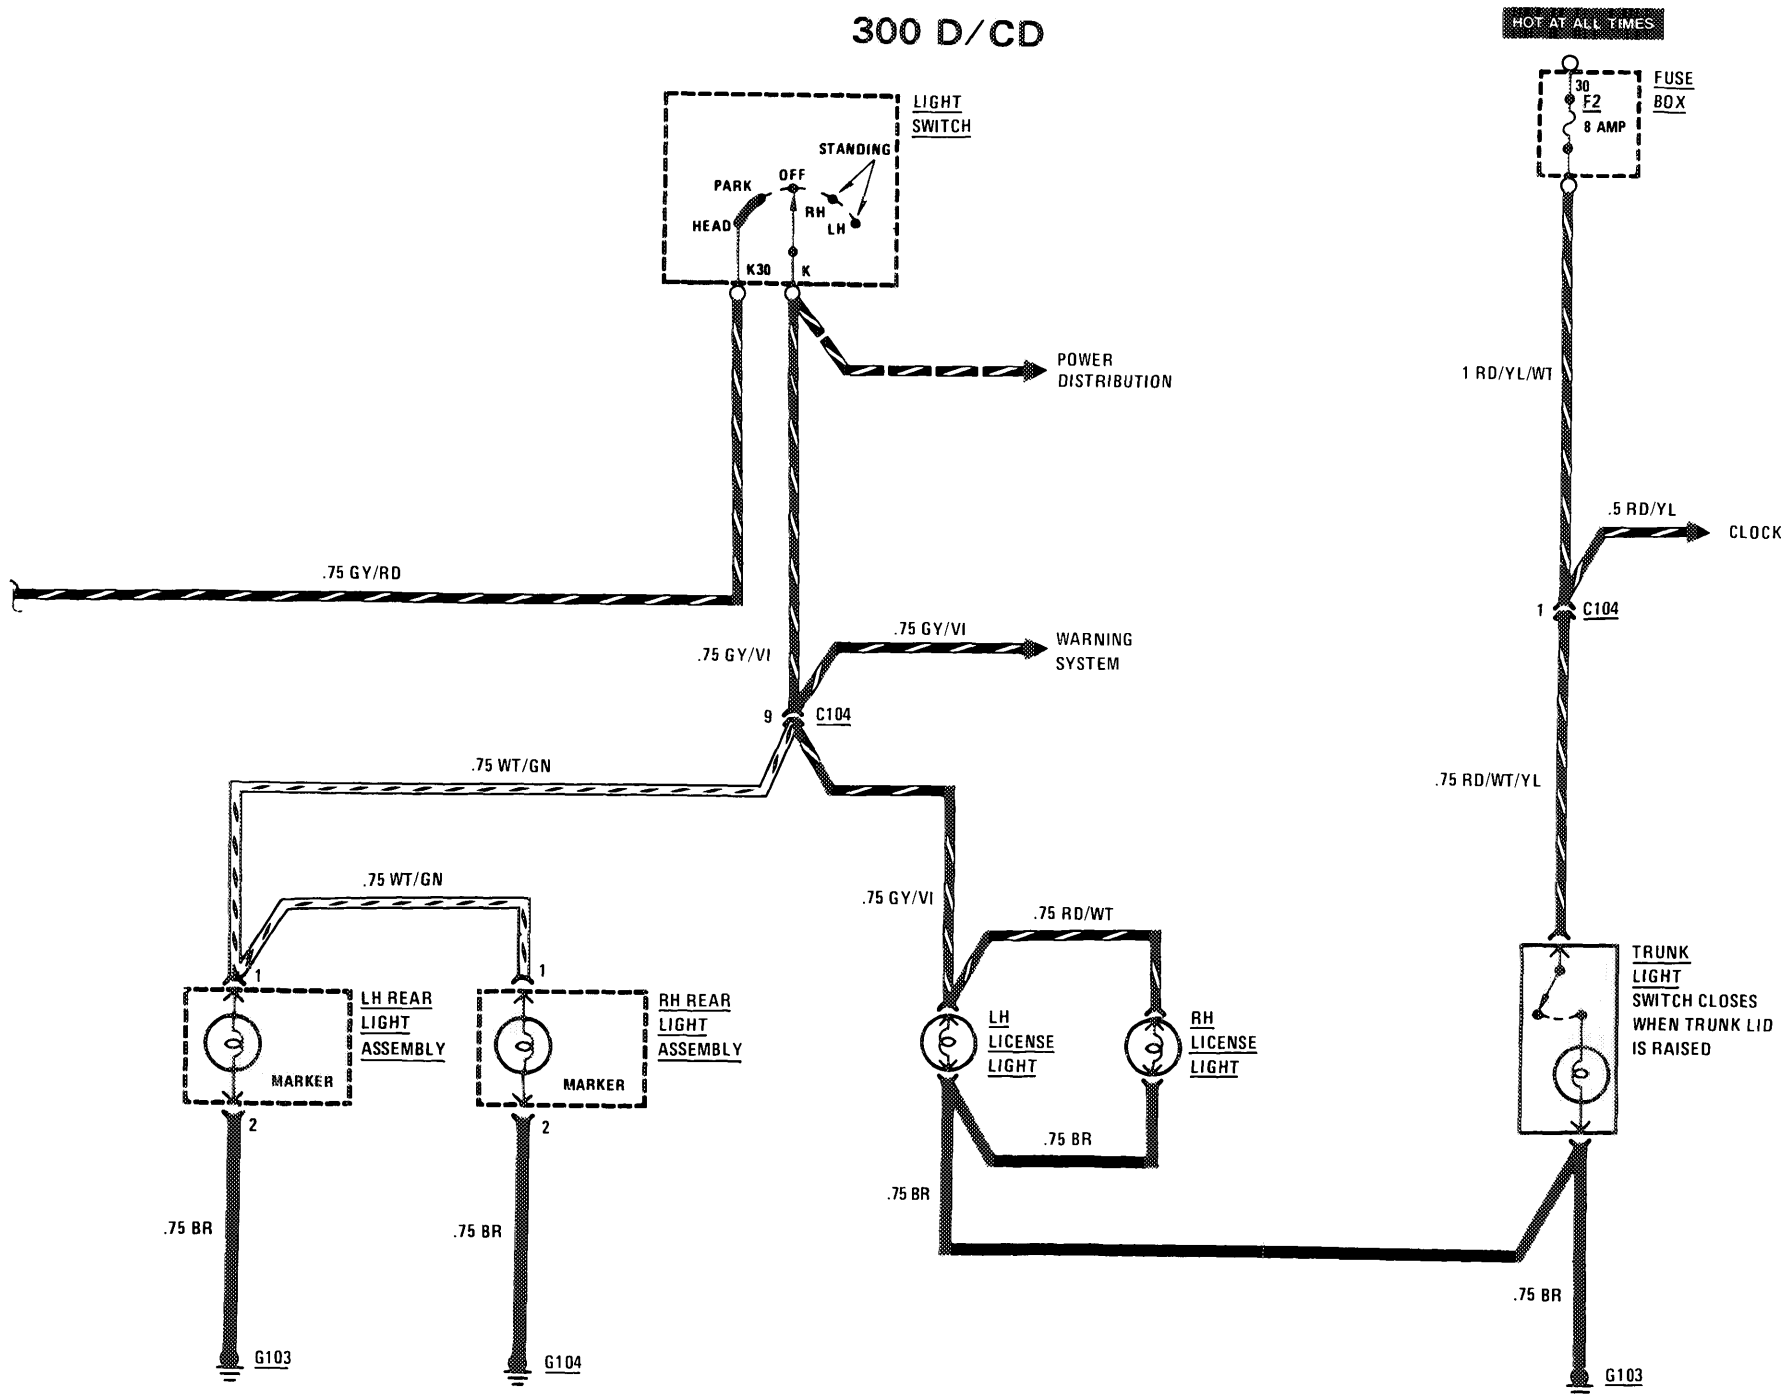 300 D/CD
HOT AT ALL TIMES
FUSE
BOX
30
F2
8 AMP
LIGHT
SWITCH
STANDING
OFF
PARK
RH
HEAD
LH
K30
K
POWER
DISTRIBUTION
1 RD/YL/WT
.5 RD/YL
CLOCK
1
C104
.75 GY/RD
.75 GY/VI
.75 GY/VI
WARNING
SYSTEM
9
C104
.75 WT/GN
.75 RD/WT/YL
.75 WT/GN
.75 GY/VI
.75 RD/WT
1
LH REAR
LIGHT
ASSEMBLY
MARKER
2
1
RH REAR
LIGHT
ASSEMBLY
MARKER
2
LH
LICENSE
LIGHT
RH
LICENSE
LIGHT
TRUNK
LIGHT
SWITCH CLOSES
WHEN TRUNK LID
IS RAISED
.75 BR
.75 BR
.75 BR
.75 BR
.75 BR
G103
G104
G103